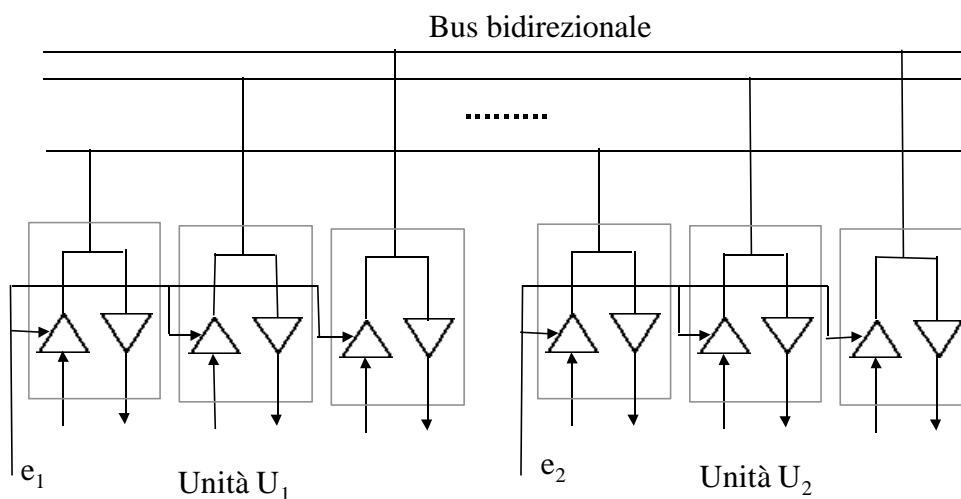 Bus bidirezionale
.........
e₁
Unità U₁
e₂
Unità U₂